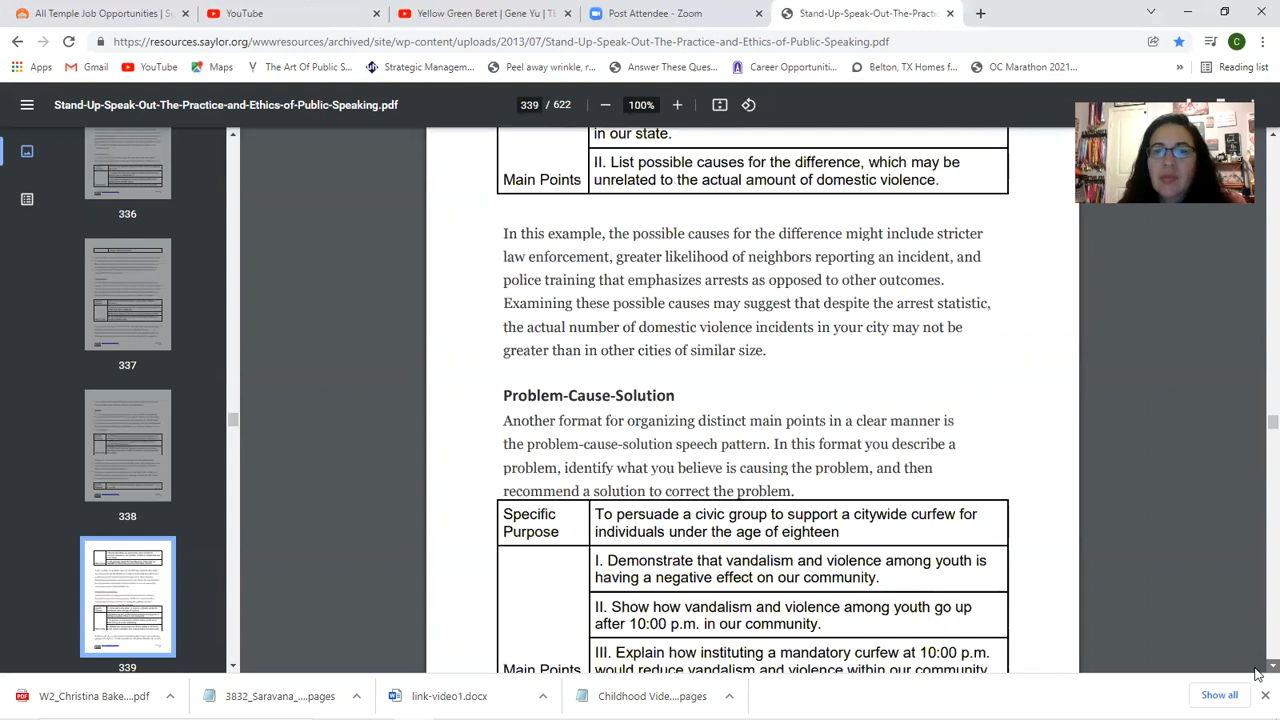 All Temple Job Opportunities | Sp
YouTube
Yellow Green Beret | Gene Yu | TE
Post Attendee - Zoom
Stand-Up-Speak-Out-The-Practice
https://resources.saylor.org/wwwresources/archived/site/wp-content/uploads/2013/07/Stand-Up-Speak-Out-The-Practice-and-Ethics-of-Public-Speaking.pdf
C
Apps
Gmail
YouTube
Maps
The Art Of Public S...
Strategic Managem...
Peel away wrinkle, r...
Answer These Ques...
Career Opportuniti...
Belton, TX Homes f...
OC Marathon 2021...
»
Reading list
Stand-Up-Speak-Out-The-Practice-and-Ethics-of-Public-Speaking.pdf
339 / 622
100%
336
337
338
339
in our state.
Main Points
II. List possible causes for the difference, which may be
unrelated to the actual amount of domestic violence.
In this example, the possible causes for the difference might include stricter
law enforcement, greater likelihood of neighbors reporting an incident, and
police training that emphasizes arrests as opposed to other outcomes.
Examining these possible causes may suggest that despite the arrest statistic,
the actual number of domestic violence incidents in your city may not be
greater than in other cities of similar size.
Problem-Cause-Solution
Another format for organizing distinct main points in a clear manner is
the problem-cause-solution speech pattern. In this format you describe a
problem, identify what you believe is causing the problem, and then
recommend a solution to correct the problem.
Specific
Purpose
To persuade a civic group to support a citywide curfew for
individuals under the age of eighteen
I. Demonstrate that vandalism and violence among youth is
having a negative effect on our community.
II. Show how vandalism and violence among youth go up
after 10:00 p.m. in our community.
Main Points
III. Explain how instituting a mandatory curfew at 10:00 p.m.
would reduce vandalism and violence within our community.
W2_Christina Bake....pdf
3832_Saravana_....pages
link-video1.docx
Childhood Vide....pages
Show all